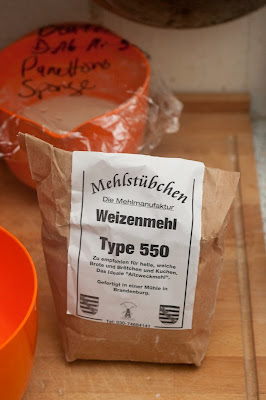 Panettone
Sponge
Mehlstübchen
Die Mehlmanufaktur
Weizenmehl
Type 550
Zu empfehlen für helle, weiche
Brote und Brötchen und Kuchen.
Das ideale "Allzweckmehl".
Gefertigt in einer Mühle in
Brandenburg.